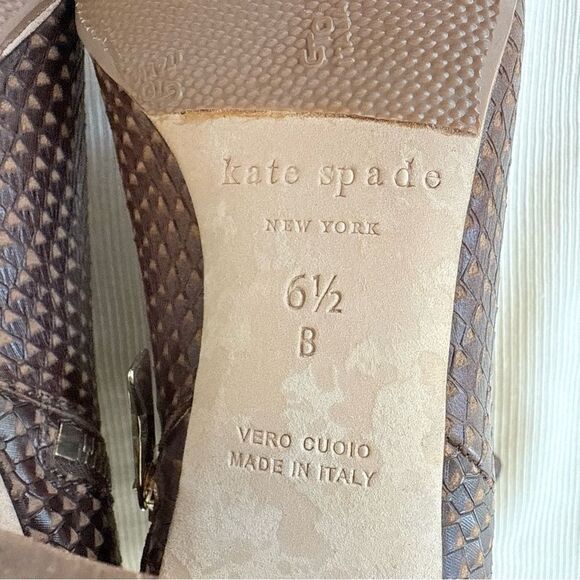 kate spade
NEW YORK
6½
B
VERO CUOIO
MADE IN ITALY